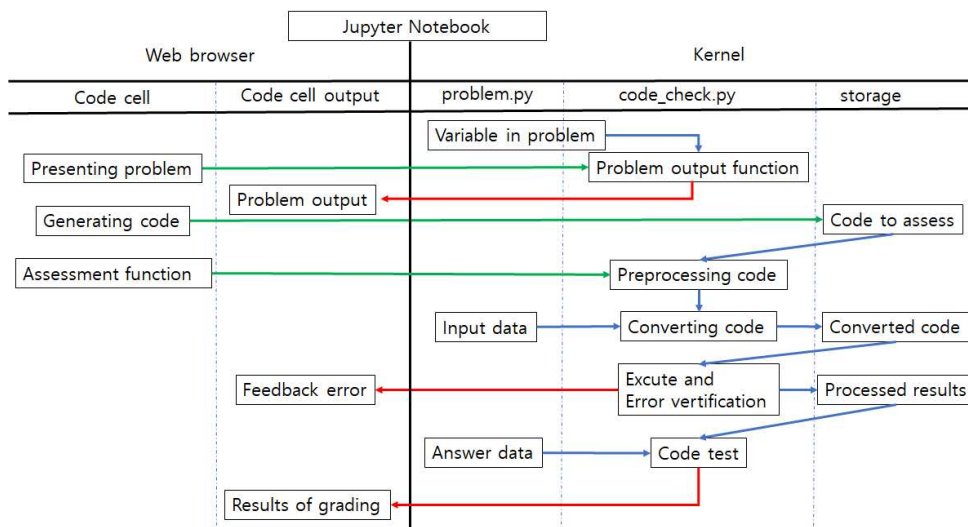 Jupyter Notebook
Web browser
Kernel
Code cell
Code cell output
problem.py
code_check.py
storage
Variable in problem
Presenting problem
Problem output function
Problem output
Generating code
Code to assess
Assessment function
Preprocessing code
Input data
Converting code
Converted code
Feedback error
Excute and
Error vertification
Processed results
Answer data
Code test
Results of grading